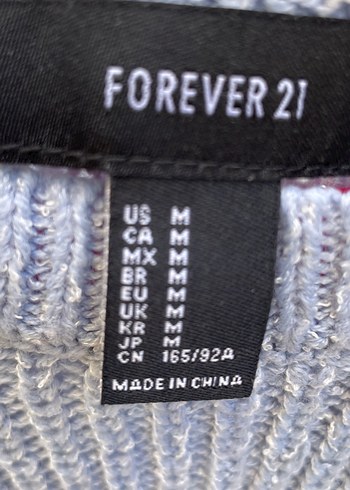 FOREVER 21
US M
CA M
MX M
BR M
EU M
UK M
KR M
JP M
CN 165/92A
MADE IN CHINA